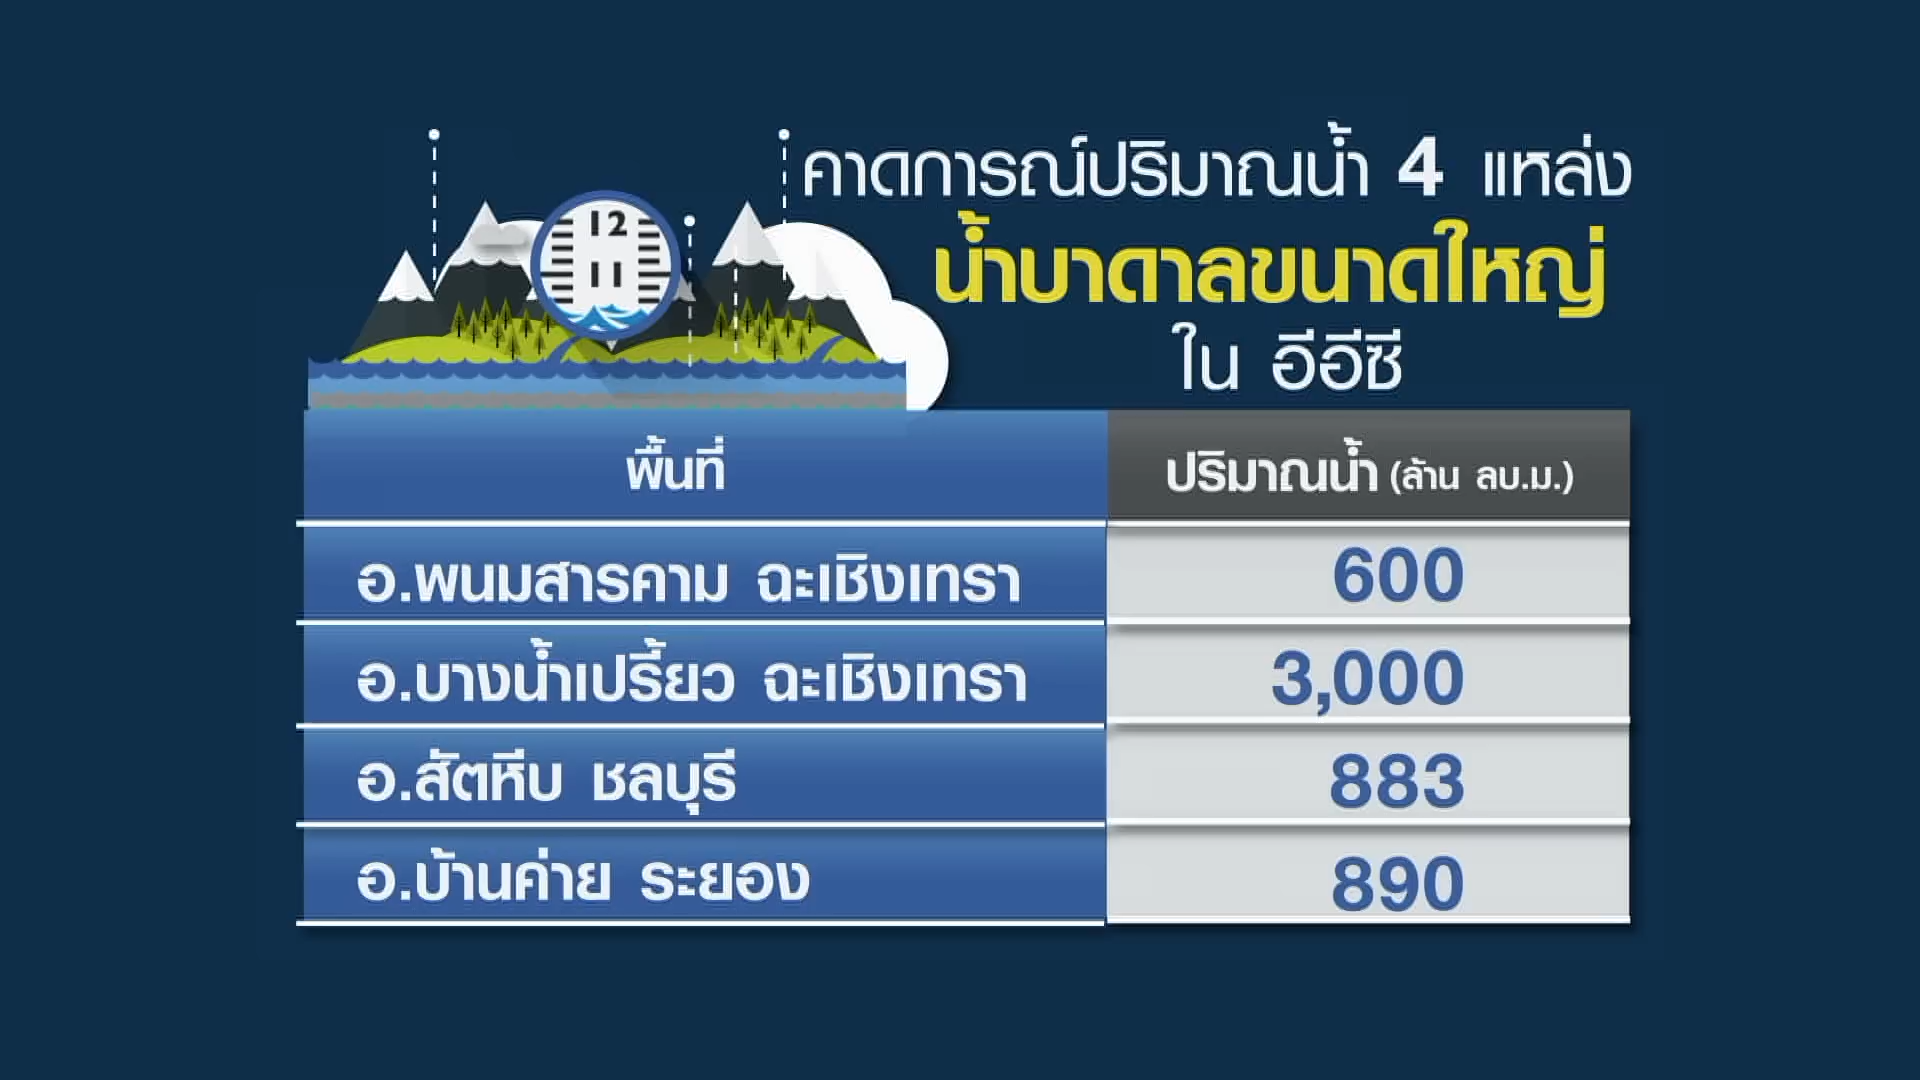 คาดการณ์ปริมาณน้ำ 4 แหล่ง
น้ำบาดาลขนาดใหญ่
ใน อีอีซี
12
11
พื้นที่ ปริมาณน้ำ (ล้าน ลบ.ม.)
อ.พนมสารคาม ฉะเชิงเทรา 600
อ.บางน้ำเปรี้ยว ฉะเชิงเทรา 3,000
อ.สัตหีบ ชลบุรี 883
อ.บ้านค่าย ระยอง 890